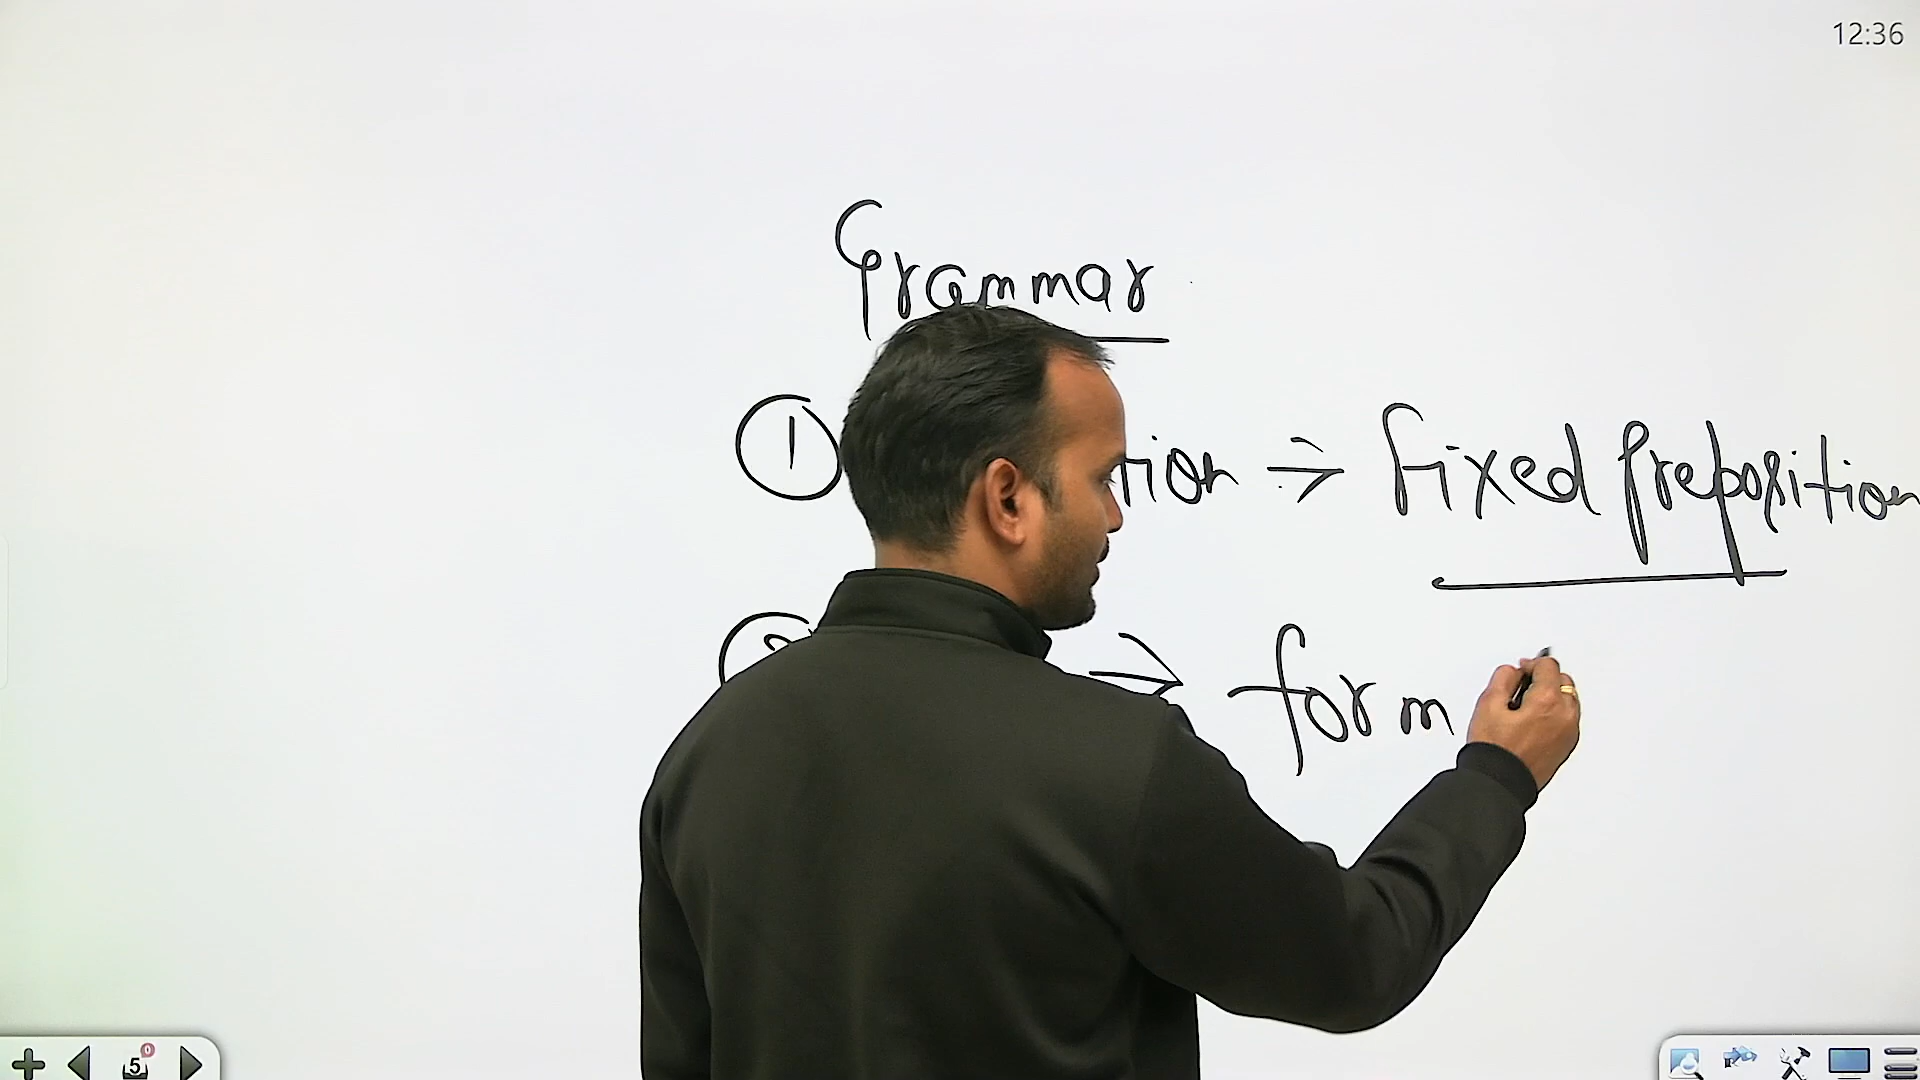 12:36
Grammar
① tion → Fixed Preposition
② → form
5